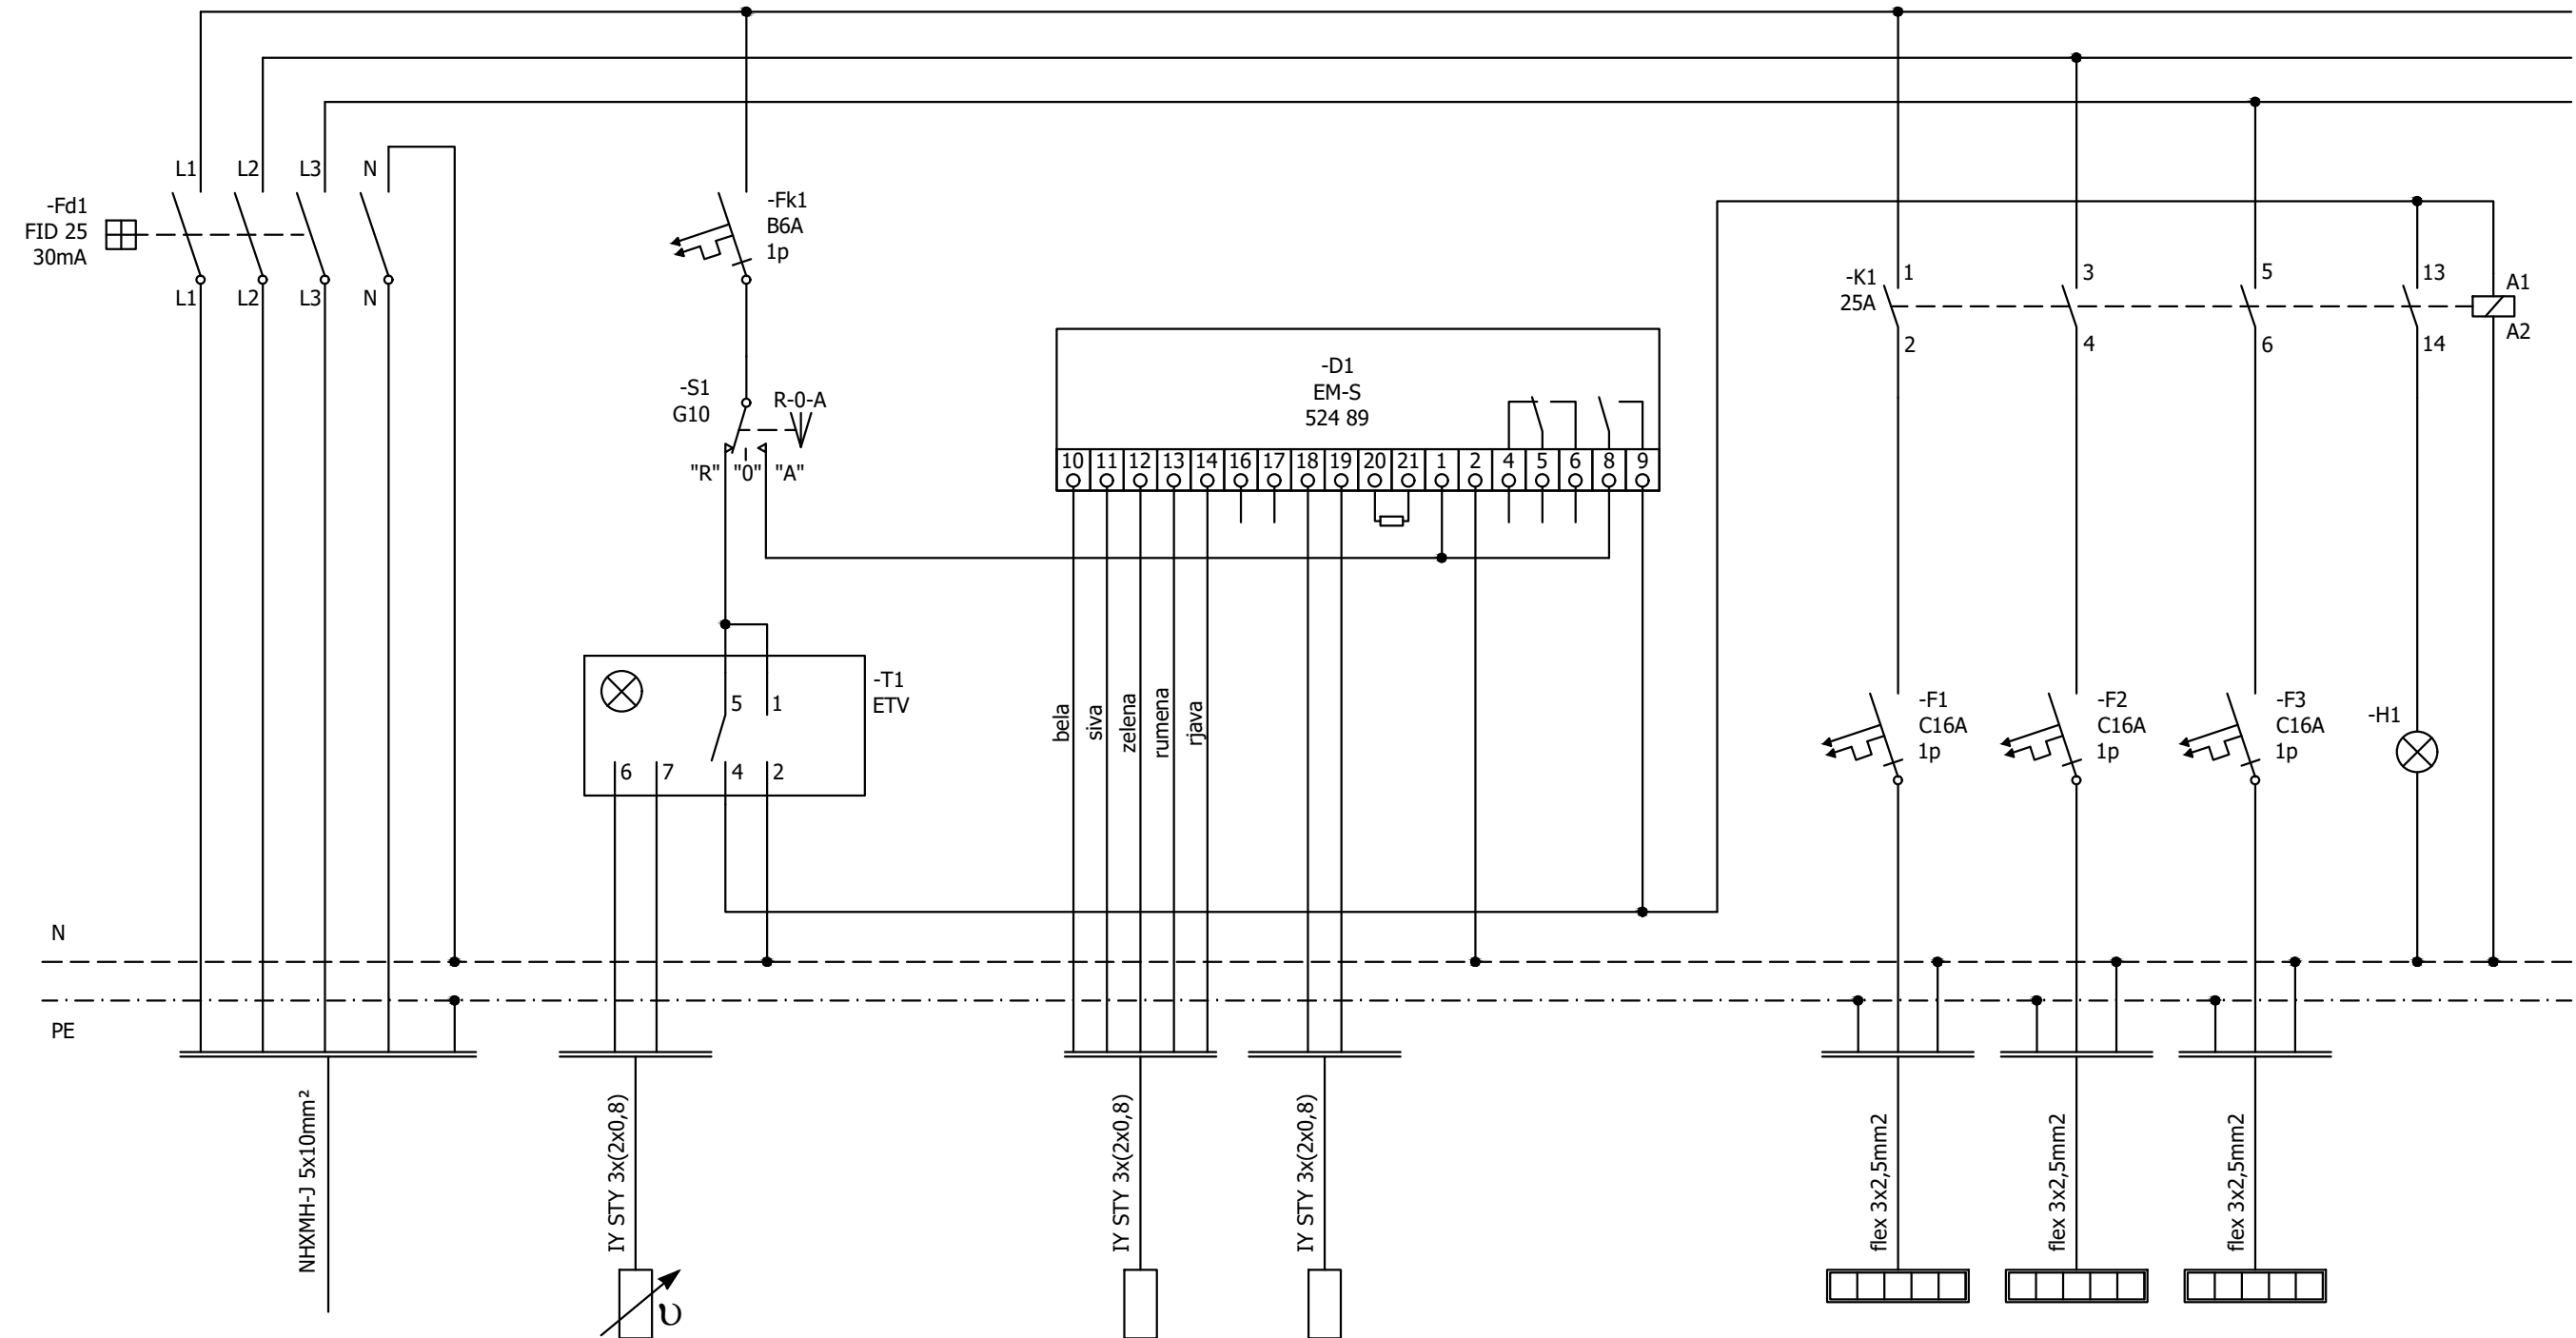 L1 L2 L3 N
-Fd1
FID 25
30mA
L1 L2 L3 N
-Fk1
B6A
1p
-S1
G10
R-0-A
"R" "0" "A"
-D1
EM-S
524 89
10 11 12 13 14 16 17 18 19 20 21 1 2 4 5 6 8 9
-K1
25A
1 3 5 13 A1
2 4 6 14 A2
-T1
ETV
5 1
6 7 4 2
bela
siva
zelena
rumena
rjava
-F1
C16A
1p
-F2
C16A
1p
-F3
C16A
1p
-H1
N
PE
NHXMH-J 5x10mm²
IY STY 3x(2x0,8)
IY STY 3x(2x0,8)
IY STY 3x(2x0,8)
flex 3x2,5mm2
flex 3x2,5mm2
flex 3x2,5mm2
υ